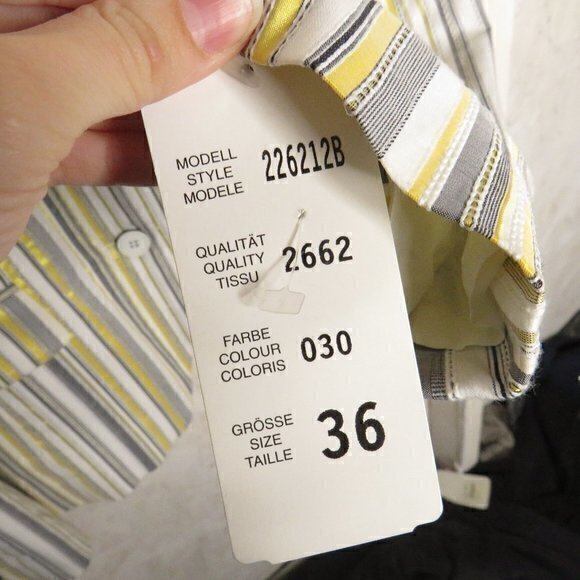 MODELL
STYLE
MODELE
226212B
QUALITÄT
QUALITY
TISSU
2662
FARBE
COLOUR
COLORIS
030
GRÖSSE
SIZE
TAILLE
36